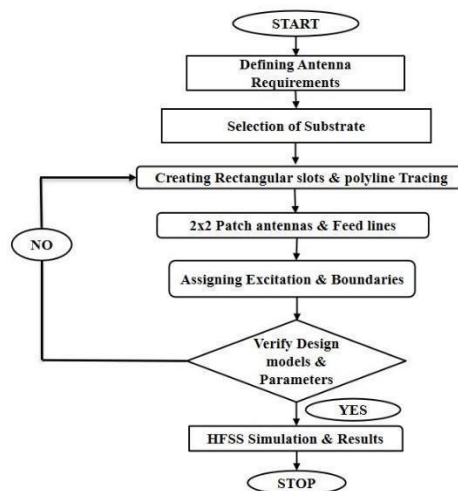 START
Defining Antenna
Requirements
Selection of Substrate
Creating Rectangular slots & polyline Tracing
NO
2x2 Patch antennas & Feed lines
Assigning Excitation & Boundaries
Verify Design
models &
Parameters
YES
HFSS Simulation & Results
STOP